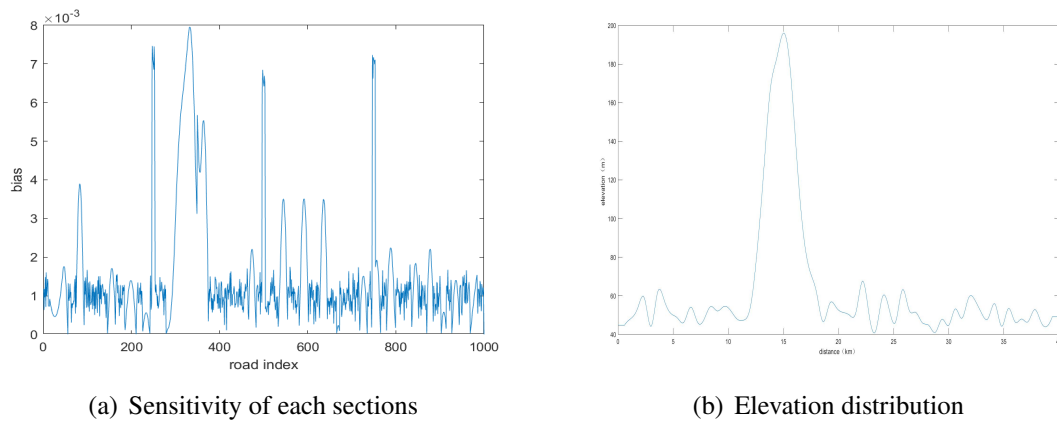 ×10⁻³
8
7
6
5
4
3
2
1
0
bias
0 200 400 600 800 1000
road index
200
180
160
140
120
100
80
60
40
elevation (m)
0 5 10 15 20 25 30 35 40
distance (km)
(a) Sensitivity of each sections
(b) Elevation distribution